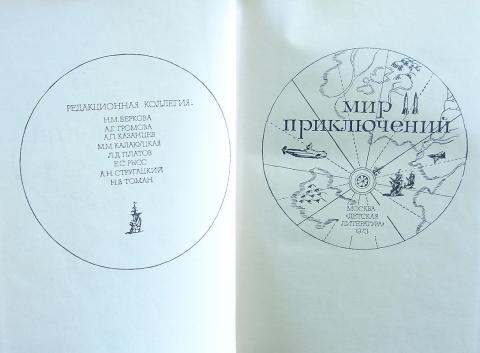 РЕДАКЦИОННАЯ КОЛЛЕГИЯ:
Н.М. БЕРКОВА
А.Г. ГРОМОВА
А.П. КАЗАНЦЕВ
М.М. КАЛАКУЦКАЯ
Л.Д. ПЛАТОВ
Е.С. РЫСС
А.Н. СТРУГАЦКИЙ
Н.В. ТОМАН
мир
приключений
МОСКВА
«ДЕТСКАЯ
ЛИТЕРАТУРА»
1973